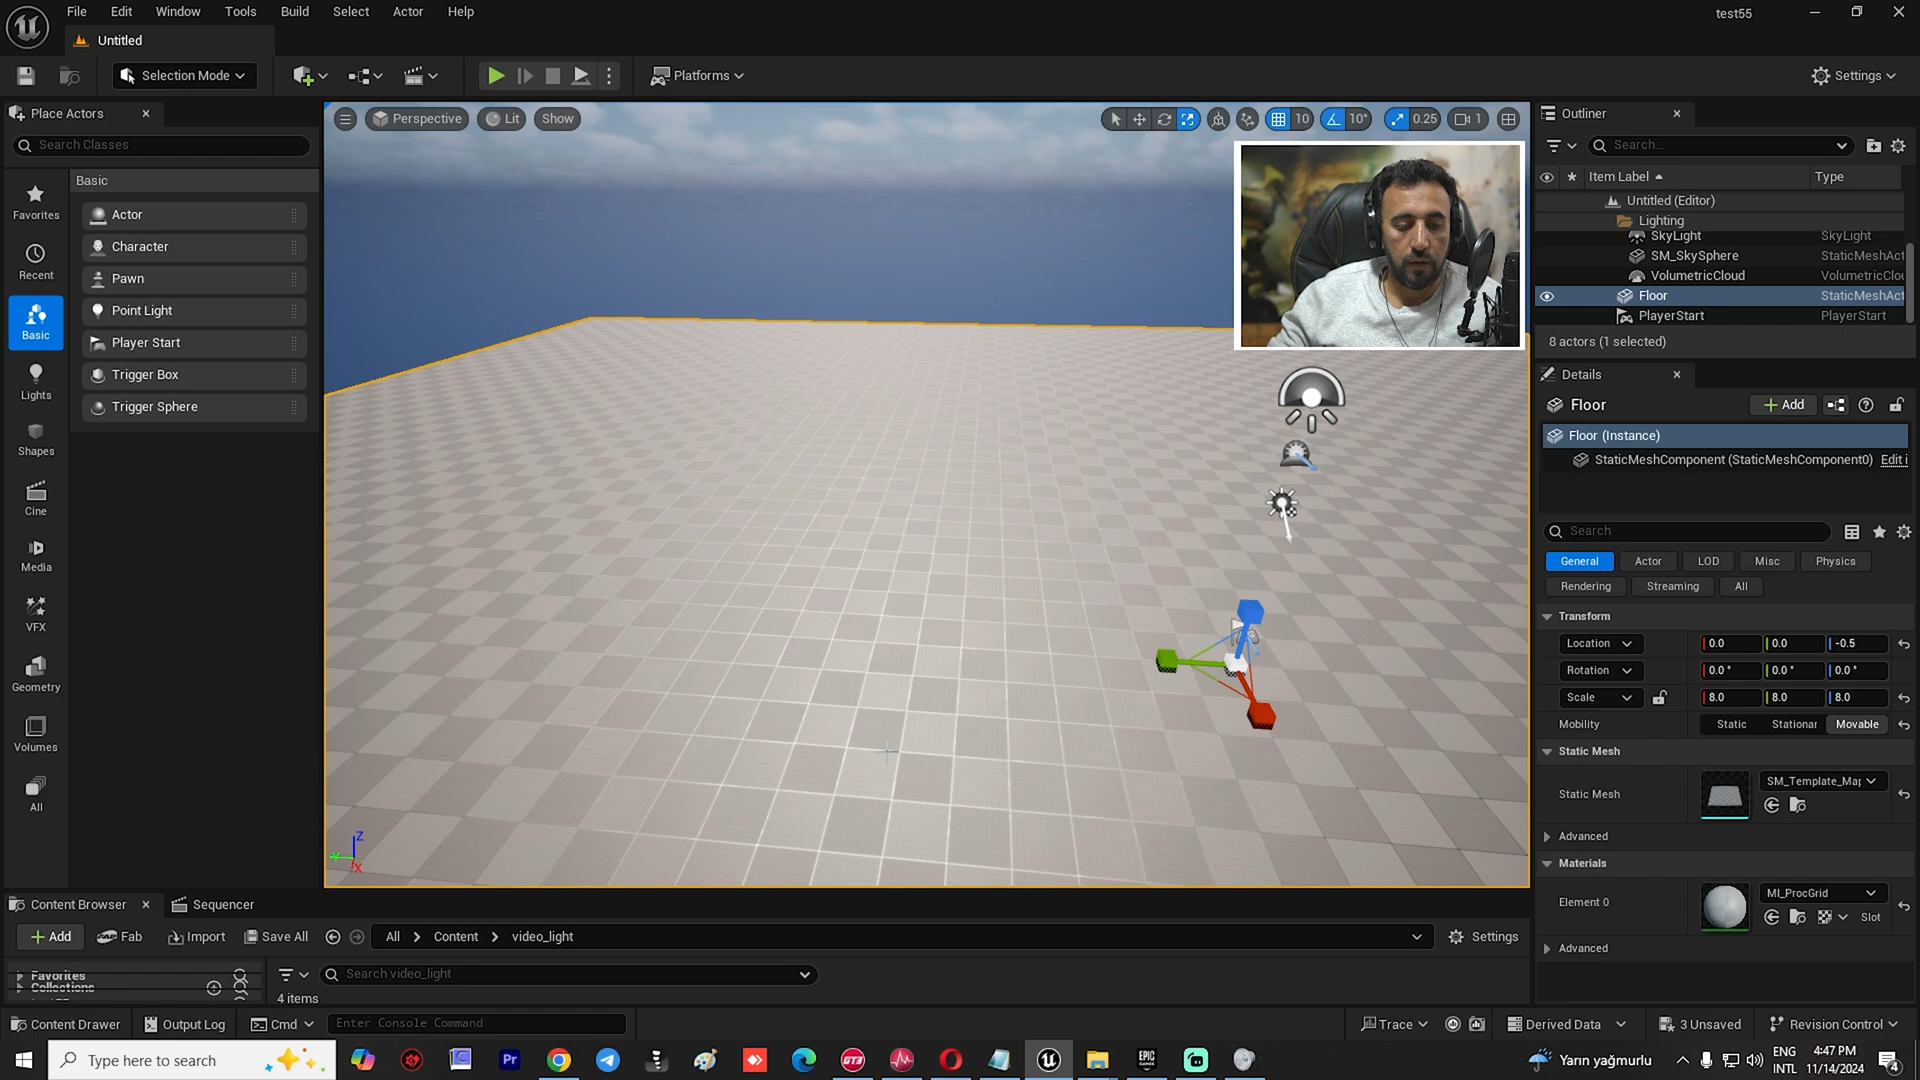 File Edit Window Tools Build Select Actor Help
test55
Untitled
Selection Mode
Platforms
Settings
Place Actors
Search Classes
Favorites
Recent
Basic
Lights
Shapes
Cine
Media
VFX
Geometry
Volumes
All
Basic
Actor
Character
Pawn
Point Light
Player Start
Trigger Box
Trigger Sphere
Perspective
Lit
Show
10
10°
0.25
1
Z
X
Outliner
Search...
Item Label
Type
Untitled (Editor)
Lighting
SkyLight SkyLight
SM_SkySphere StaticMeshAct
VolumetricCloud VolumetricClou
Floor StaticMeshAct
PlayerStart PlayerStart
8 actors (1 selected)
Details
Floor
Add
Floor (Instance)
StaticMeshComponent (StaticMeshComponent0) Edit i
Search
General Actor LOD Misc Physics
Rendering Streaming All
Transform
Location 0.0 0.0 -0.5
Rotation 0.0° 0.0° 0.0°
Scale 8.0 8.0 8.0
Mobility Static Stationar Movable
Static Mesh
Static Mesh SM_Template_Map
Advanced
Materials
Element 0 MI_ProcGrid
Slot
Advanced
Content Browser
Sequencer
Add Fab Import Save All
All > Content > video_light
Settings
Favorites
Collections
Search video_light
4 items
Content Drawer
Output Log
Cmd
Enter Console Command
Trace
Derived Data
3 Unsaved
Revision Control
Type here to search
Pr
GT3
EPIC GAMES
Yarın yağmurlu
ENG
INTL
4:47 PM
11/14/2024
4